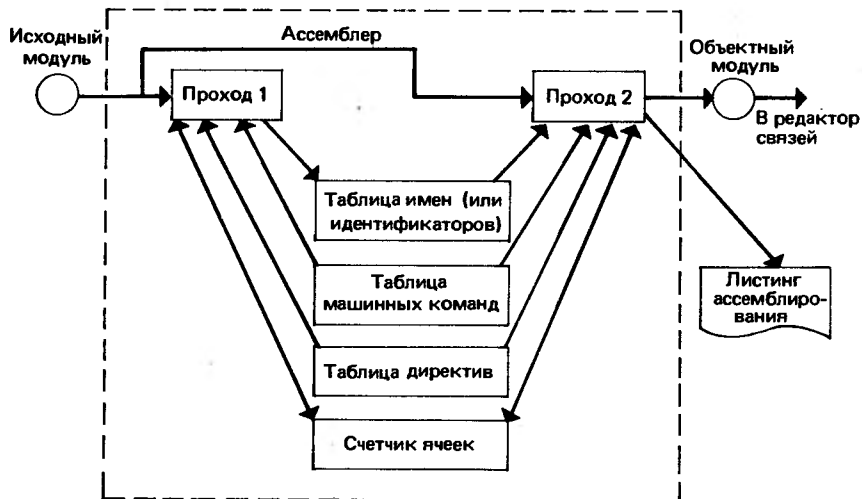 Исходный
модуль
Ассемблер
Объектный
модуль
Проход 1
Проход 2
В редактор
связей
Таблица имен (или
идентификаторов)
Таблица
машинных команд
Листинг
ассемблиро-
вания
Таблица директив
Счетчик ячеек